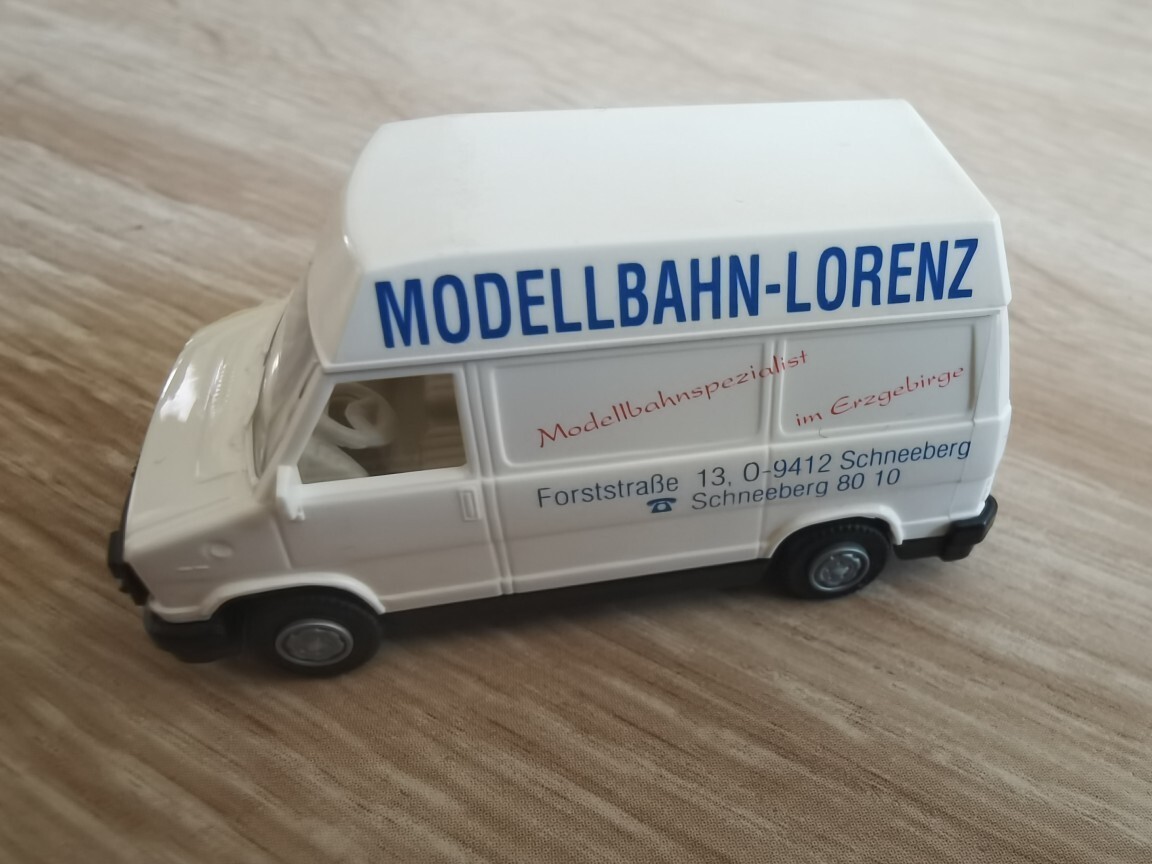 MODELLBAHN-LORENZ
Modellbahnspezialist
im Erzgebirge
Forststraße 13, O-9412 Schneeberg
☎ Schneeberg 80 10